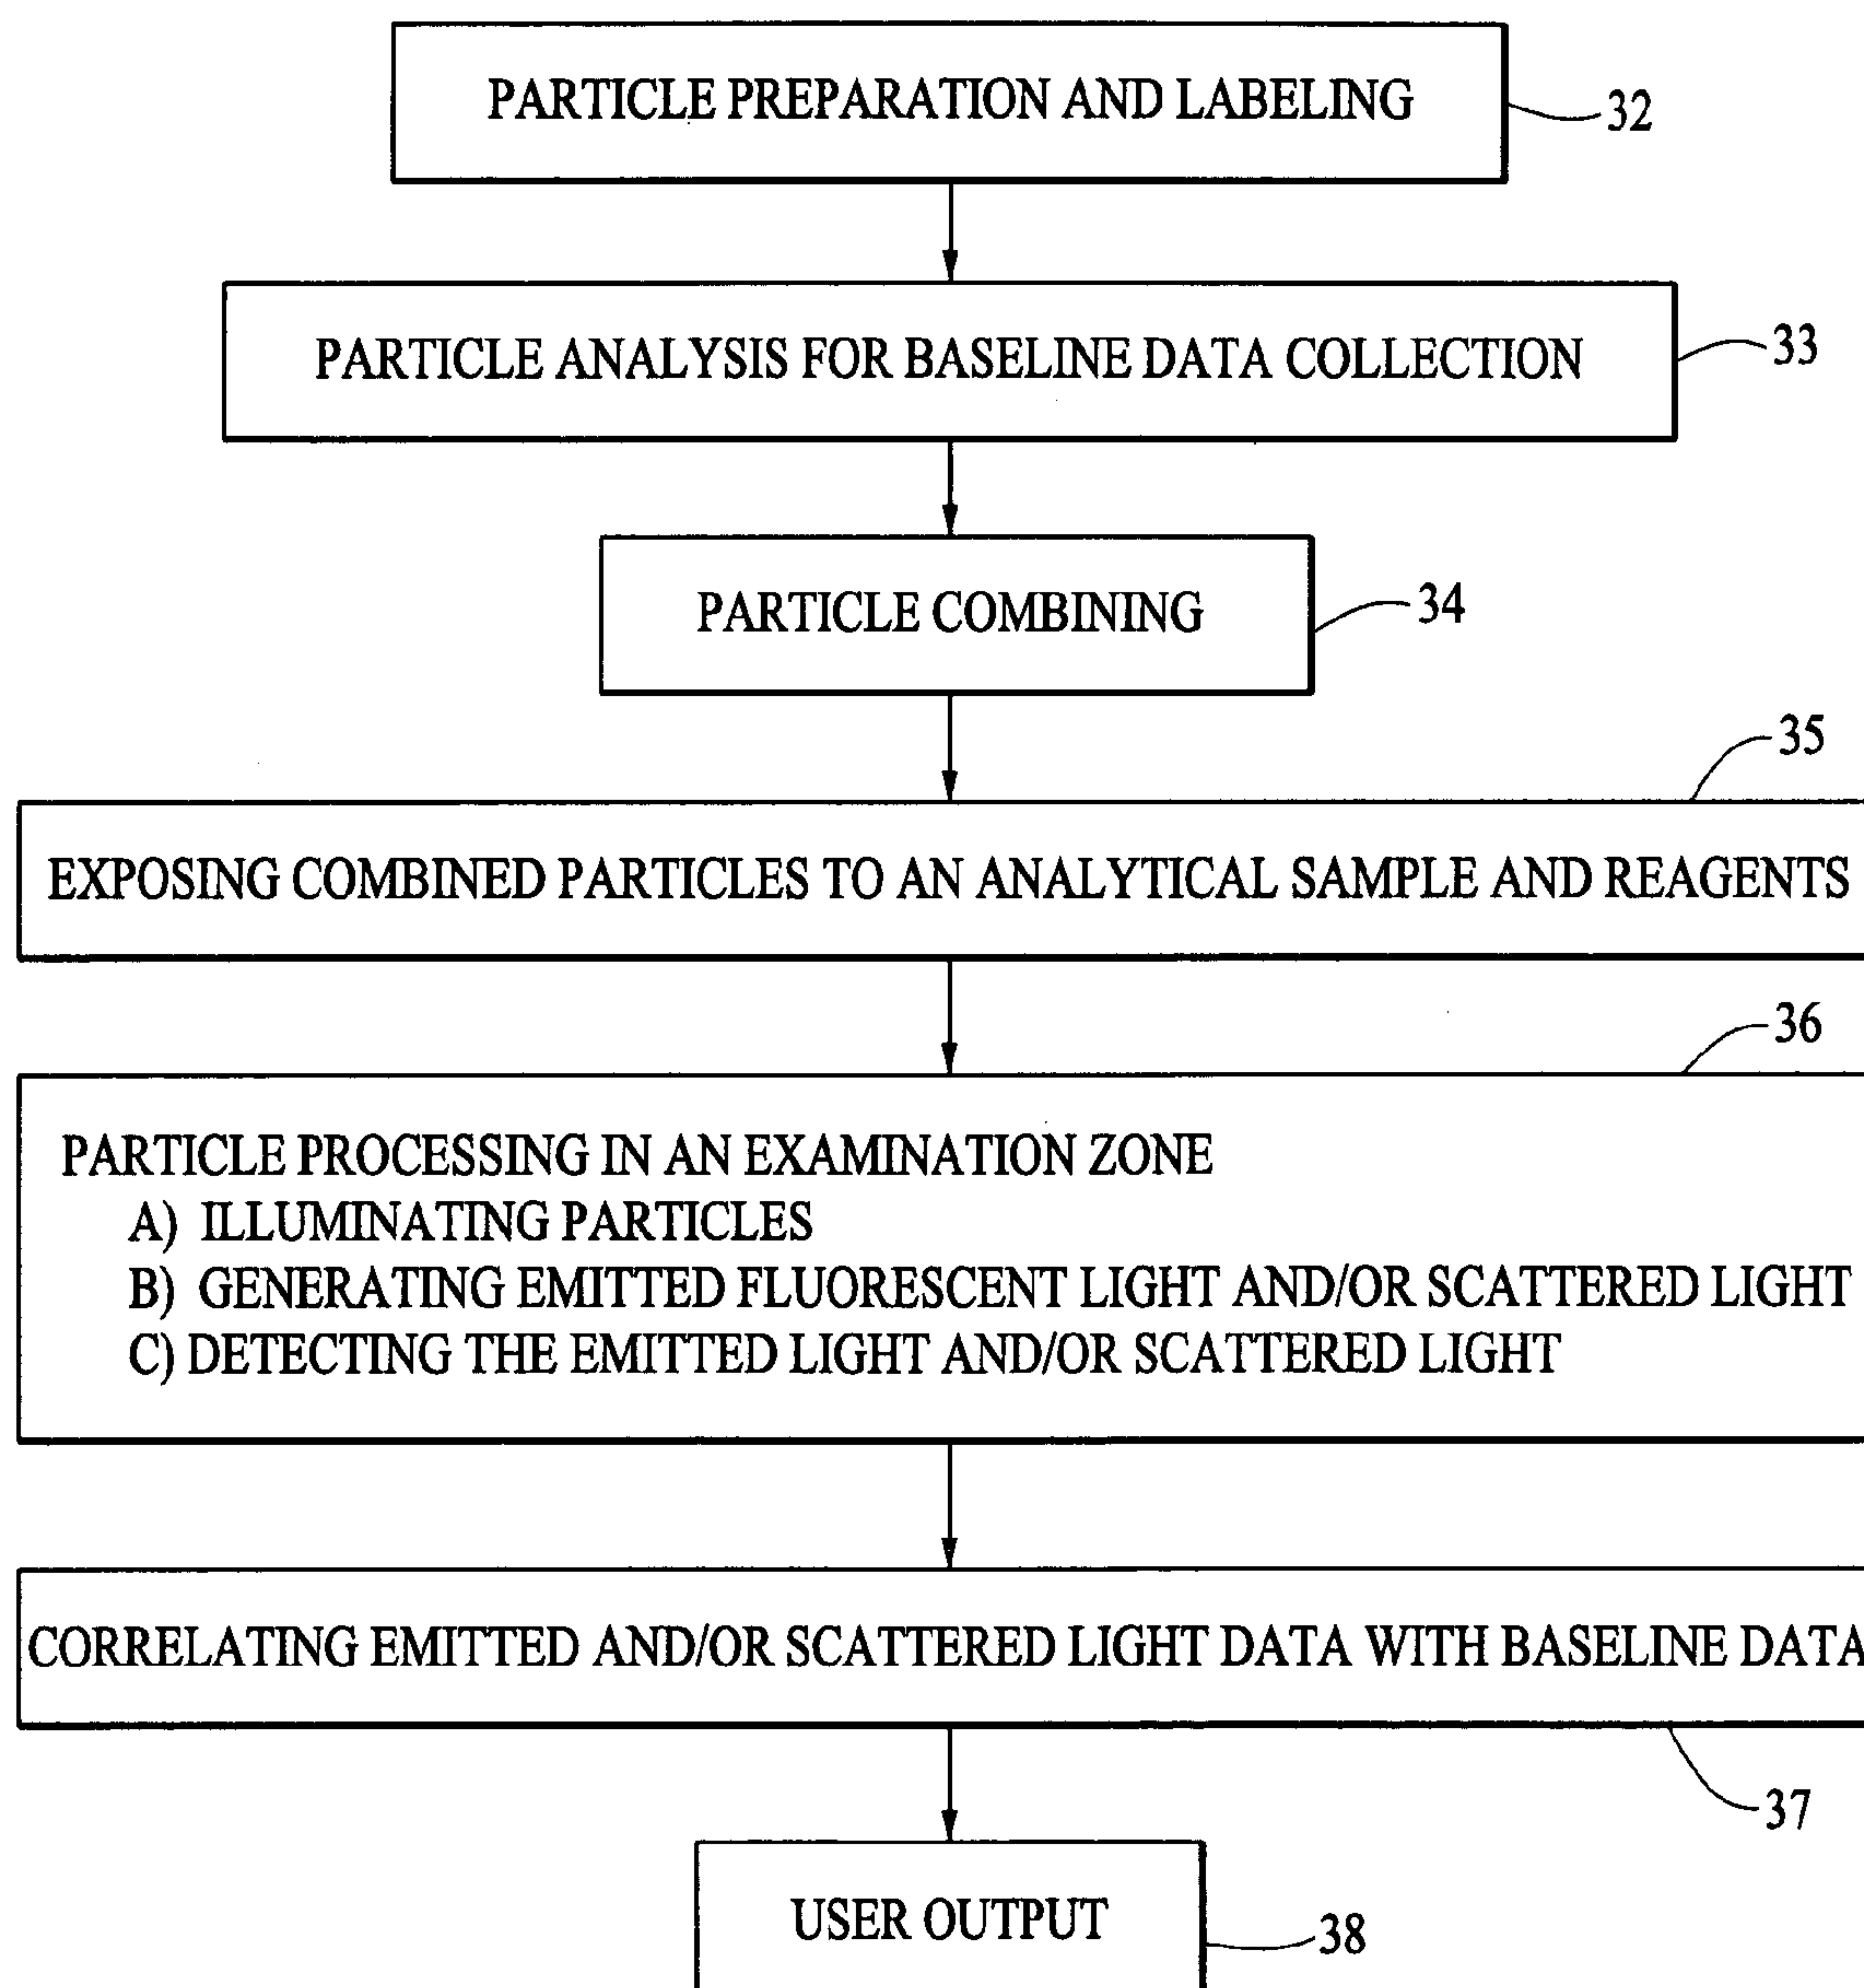 PARTICLE PREPARATION AND LABELING
32
PARTICLE ANALYSIS FOR BASELINE DATA COLLECTION
33
PARTICLE COMBINING
34
35
EXPOSING COMBINED PARTICLES TO AN ANALYTICAL SAMPLE AND REAGENTS
36
PARTICLE PROCESSING IN AN EXAMINATION ZONE
A) ILLUMINATING PARTICLES
B) GENERATING EMITTED FLUORESCENT LIGHT AND/OR SCATTERED LIGHT
C) DETECTING THE EMITTED LIGHT AND/OR SCATTERED LIGHT
CORRELATING EMITTED AND/OR SCATTERED LIGHT DATA WITH BASELINE DATA
37
USER OUTPUT
38